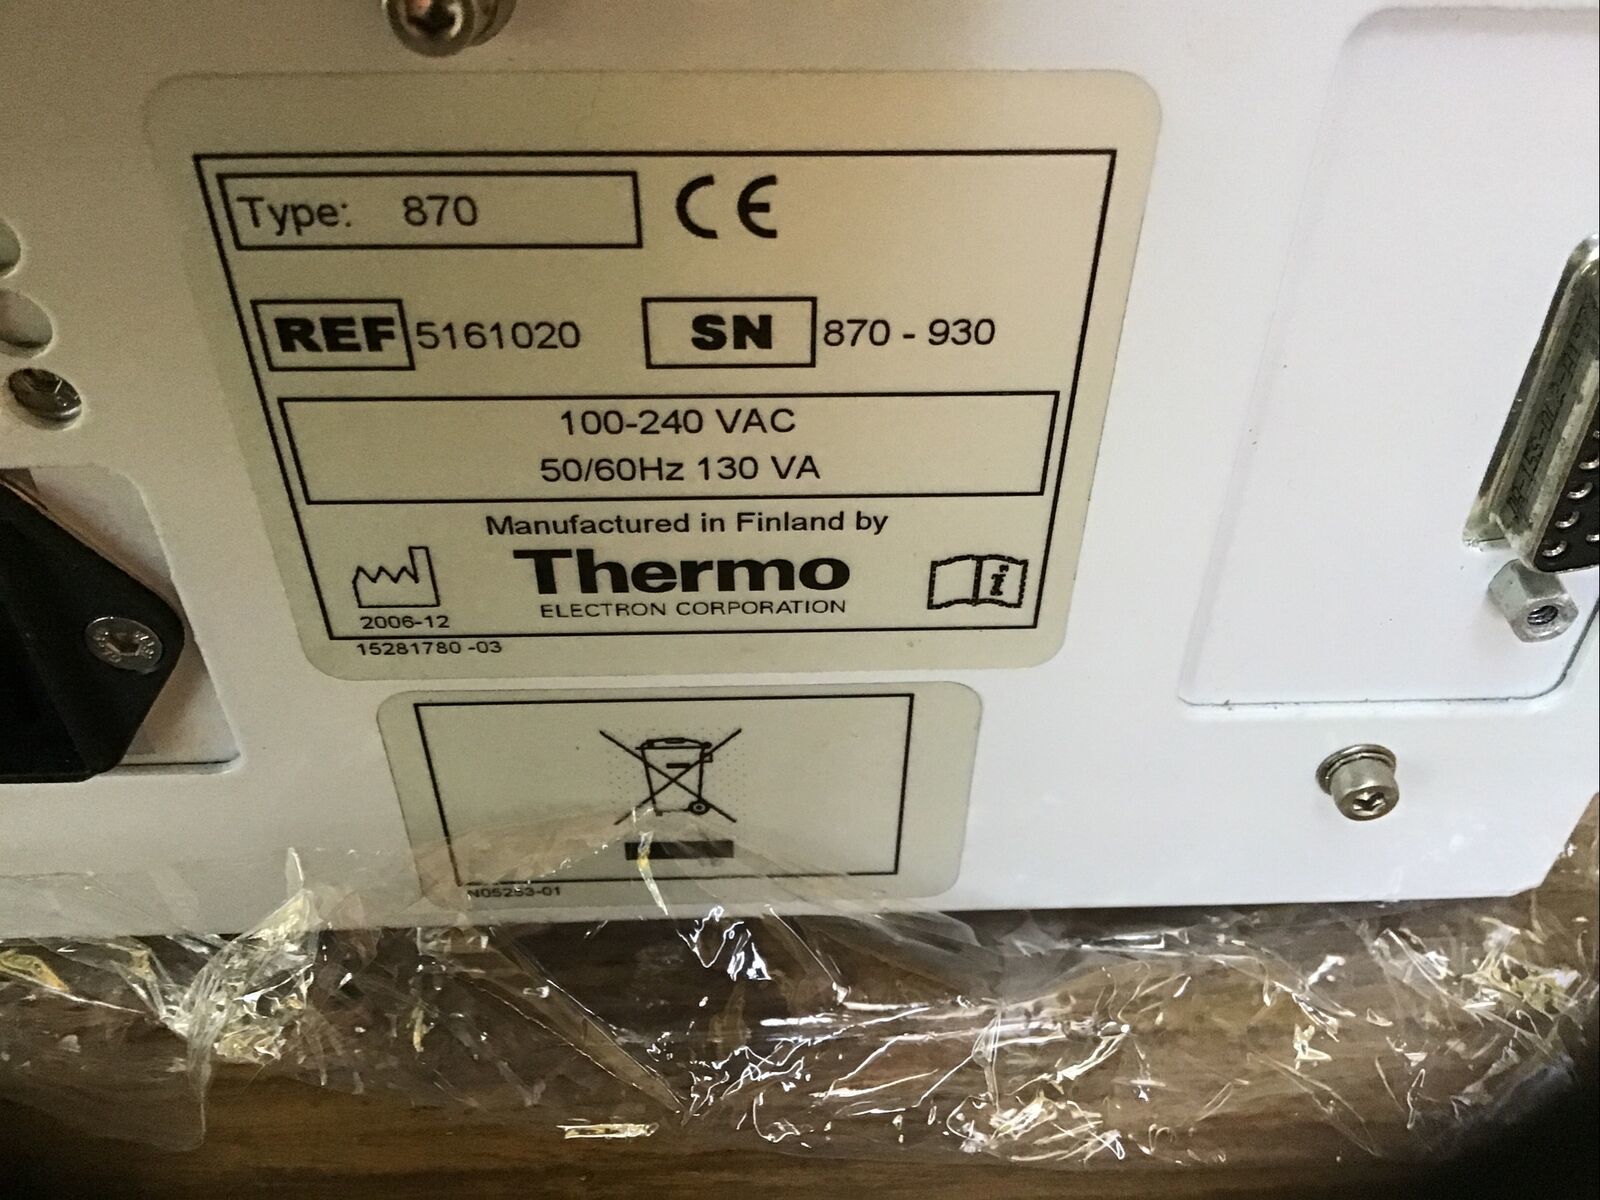 Type: 870
CE
REF 5161020 SN 870 - 930
100-240 VAC
50/60Hz 130 VA
Manufactured in Finland by
Thermo
ELECTRON CORPORATION
2006-12
15281780 -03
N05253-01